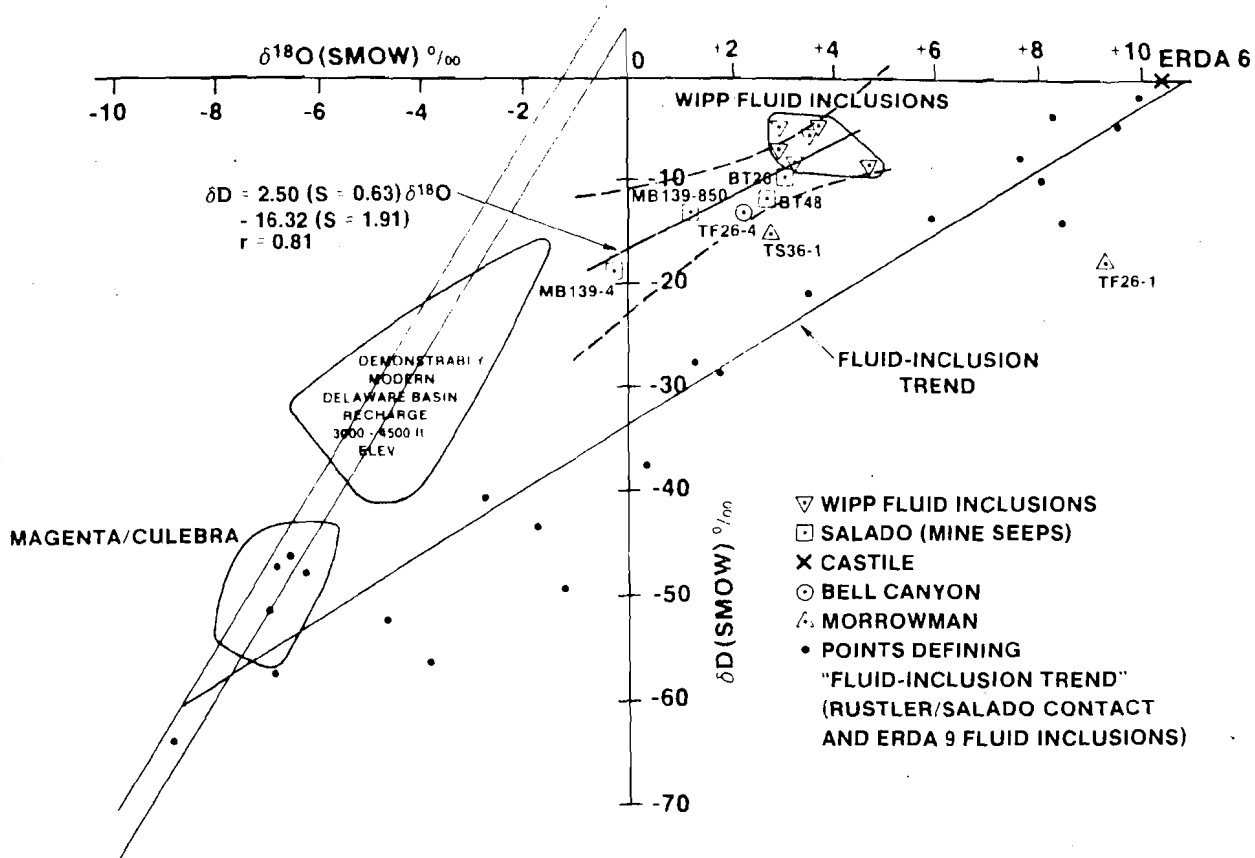 δ18O(SMOW) ‰
0
+2
+4
+6
+8
+10
ERDA 6
-10
-8
-6
-4
-2
WIPP FLUID INCLUSIONS
-10
BT26
MB139-850
BT48
δD = 2.50 (S = 0.63) δ18O
- 16.32 (S = 1.91)
r = 0.81
TF26-4
TS36-1
MB139-4
-20
TF26-1
DEMONSTRABLY
MODERN
DELAWARE BASIN
RECHARGE
ELEV
FLUID-INCLUSION
TREND
-30
-40
MAGENTA/CULEBRA
-50
δD(SMOW) ‰
-60
-70
WIPP FLUID INCLUSIONS
SALADO (MINE SEEPS)
CASTILE
BELL CANYON
MORROWMAN
POINTS DEFINING
"FLUID-INCLUSION TREND"
(RUSTLER/SALADO CONTACT
AND ERDA 9 FLUID INCLUSIONS)